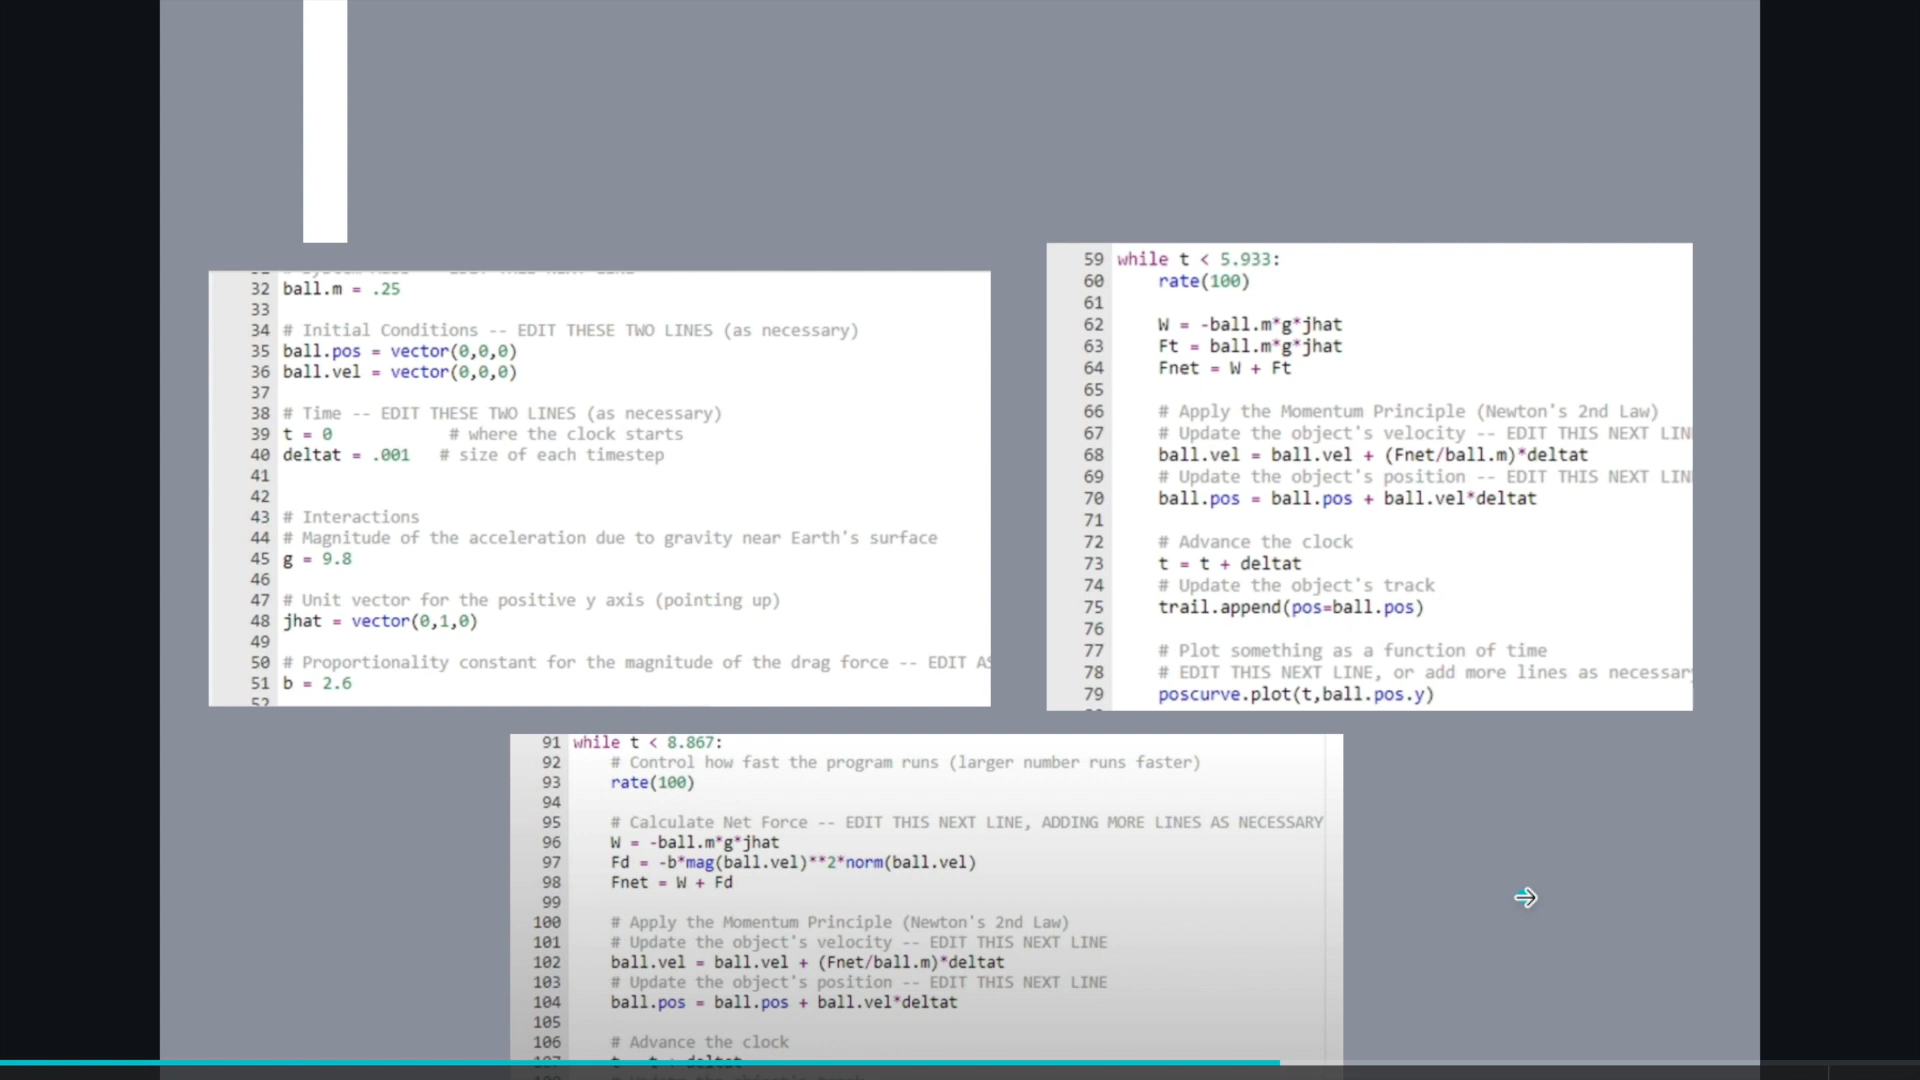 32 ball.m = .25
33
34 # Initial Conditions -- EDIT THESE TWO LINES (as necessary)
35 ball.pos = vector(0,0,0)
36 ball.vel = vector(0,0,0)
37
38 # Time -- EDIT THESE TWO LINES (as necessary)
39 t = 0 # where the clock starts
40 deltat = .001 # size of each timestep
41
42
43 # Interactions
44 # Magnitude of the acceleration due to gravity near Earth's surface
45 g = 9.8
46
47 # Unit vector for the positive y axis (pointing up)
48 jhat = vector(0,1,0)
49
50 # Proportionality constant for the magnitude of the drag force -- EDIT AS
51 b = 2.6
52
59 while t < 5.933:
60 rate(100)
61
62 W = -ball.m*g*jhat
63 Ft = ball.m*g*jhat
64 Fnet = W + Ft
65
66 # Apply the Momentum Principle (Newton's 2nd Law)
67 # Update the object's velocity -- EDIT THIS NEXT LIN
68 ball.vel = ball.vel + (Fnet/ball.m)*deltat
69 # Update the object's position -- EDIT THIS NEXT LIN
70 ball.pos = ball.pos + ball.vel*deltat
71
72 # Advance the clock
73 t = t + deltat
74 # Update the object's track
75 trail.append(pos=ball.pos)
76
77 # Plot something as a function of time
78 # EDIT THIS NEXT LINE, or add more lines as necessar
79 poscurve.plot(t,ball.pos.y)
91 while t < 8.867:
92 # Control how fast the program runs (larger number runs faster)
93 rate(100)
94
95 # Calculate Net Force -- EDIT THIS NEXT LINE, ADDING MORE LINES AS NECESSARY
96 W = -ball.m*g*jhat
97 Fd = -b*mag(ball.vel)**2*norm(ball.vel)
98 Fnet = W + Fd
99
100 # Apply the Momentum Principle (Newton's 2nd Law)
101 # Update the object's velocity -- EDIT THIS NEXT LINE
102 ball.vel = ball.vel + (Fnet/ball.m)*deltat
103 # Update the object's position -- EDIT THIS NEXT LINE
104 ball.pos = ball.pos + ball.vel*deltat
105
106 # Advance the clock